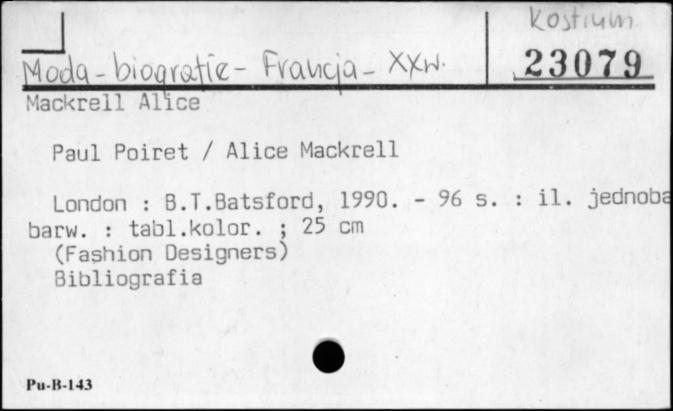 Kostium
Moda - biografie - Francja - XXw.
23079
Mackrell Alice
Paul Poiret / Alice Mackrell
London : B.T.Batsford, 1990. - 96 s. : il. jednoba
barw. : tabl.kolor. ; 25 cm
(Fashion Designers)
Bibliografia
Pu-B-143